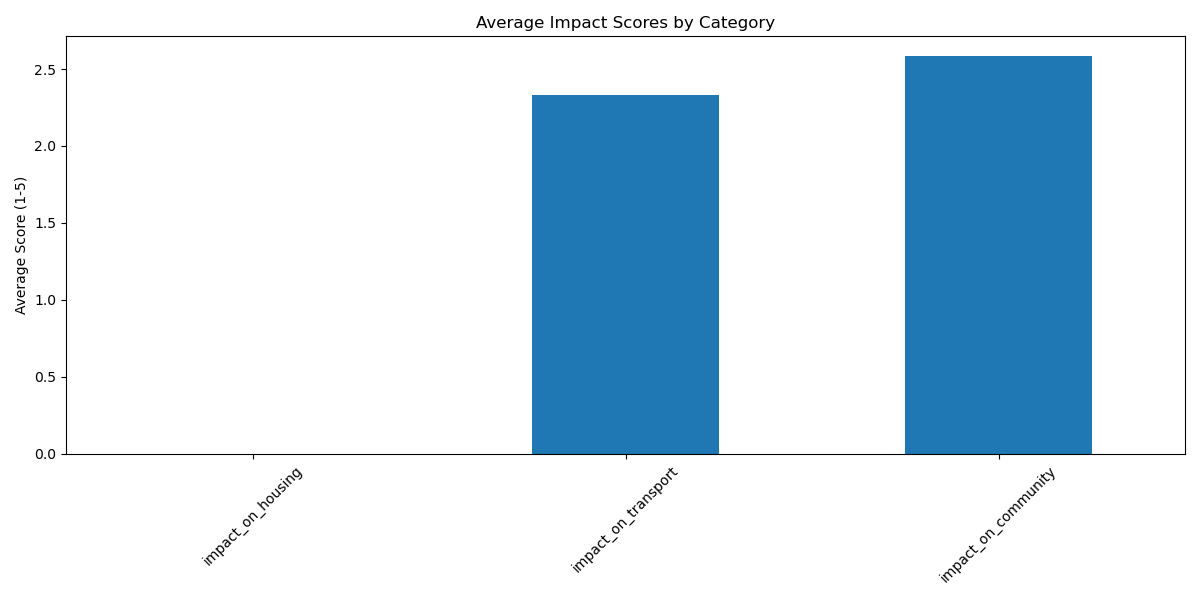 Average Impact Scores by Category
Average Score (1-5)
2.5
2.0
1.5
1.0
0.5
0.0
impact_on_housing
impact_on_transport
impact_on_community